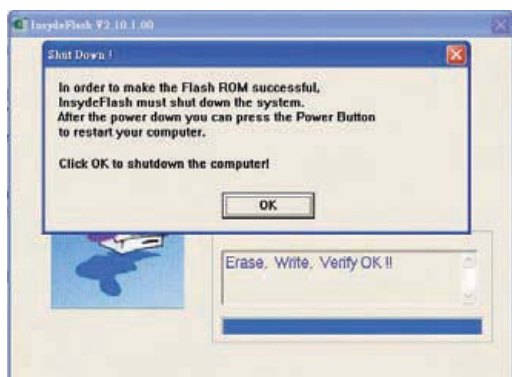 InsydeFlash V2.10.1.00
Shut Down !
In order to make the Flash ROM successful,
InsydeFlash must shut down the system.
After the power down you can press the Power Button
to restart your computer.
Click OK to shutdown the computer!
OK
Erase, Write, Verify OK !!